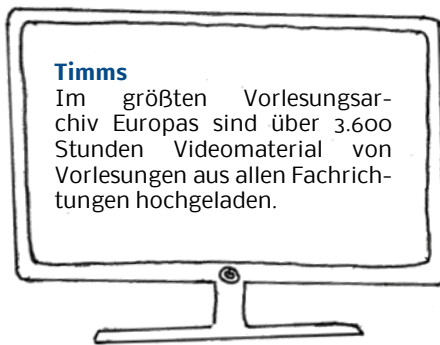 Timms
Im größten Vorlesungsar-
chiv Europas sind über 3.600
Stunden Videomaterial von
Vorlesungen aus allen Fachrich-
tungen hochgeladen.